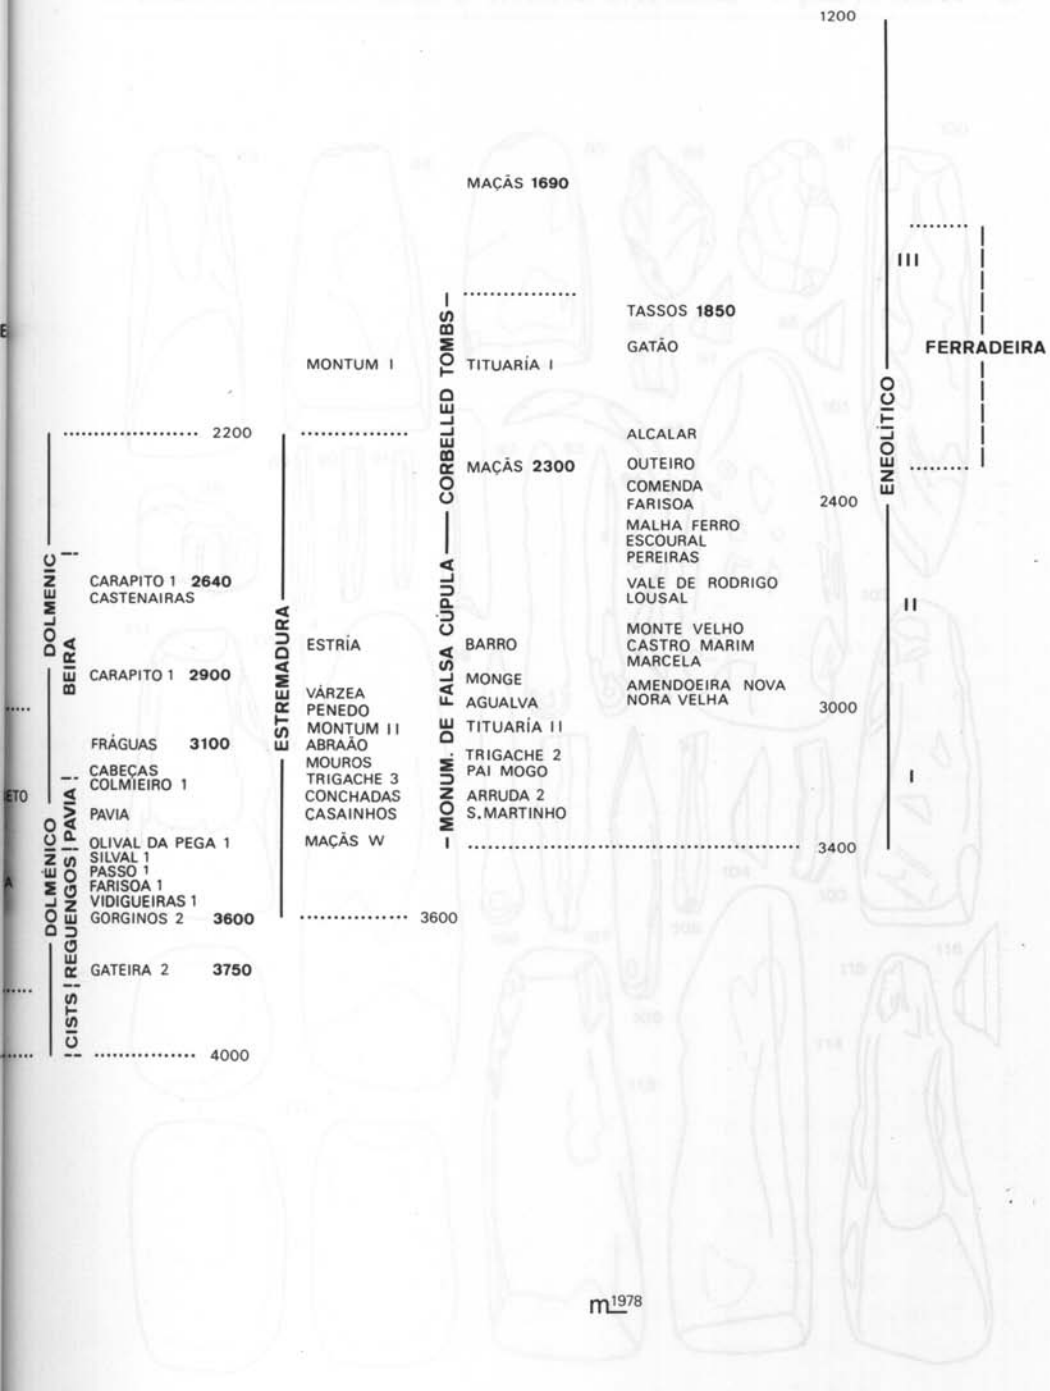 1200
MAÇÃS 1690
III
TASSOS 1850
GATÃO
FERRADEIRA
MONTUM I
TITUARÍA I
ALCALAR
2200
MAÇÃS 2300
OUTEIRO
COMENDA
FARISOA
2400
MALHA FERRO
ESCOURAL
PEREIRAS
CARAPITO 1 2640
CASTENAIRAS
VALE DE RODRIGO
LOUSAL
II
MONTE VELHO
CASTRO MARIM
MARCELA
ESTRÍA
BARRO
CARAPITO 1 2900
MONGE
AMENDOEIRA NOVA
NORA VELHA
VÁRZEA
PENEDO
AGUALVA
3000
MONTUM II
TITUARÍA II
FRÁGUAS 3100
ABRAÃO
MOUROS
TRIGACHE 2
PAI MOGO
CABEÇAS
COLMIEIRO 1
TRIGACHE 3
I
CONCHADAS
ARRUDA 2
PAVIA
CASAINHOS
S.MARTINHO
OLIVAL DA PEGA 1
MAÇÃS W
3400
SILVAL 1
PASSO 1
FARISOA 1
VIDIGUEIRAS 1
GORGINOS 2 3600
3600
GATEIRA 2 3750
4000
DOLMÉNICO DOLMENIC
CISTS REGUENGOS PAVIA
BEIRA
ESTREMADURA
MONUM. DE FALSA CÚPULA CORBELLED TOMBS
ENEOLÍTICO
E
ETO
A
m1978